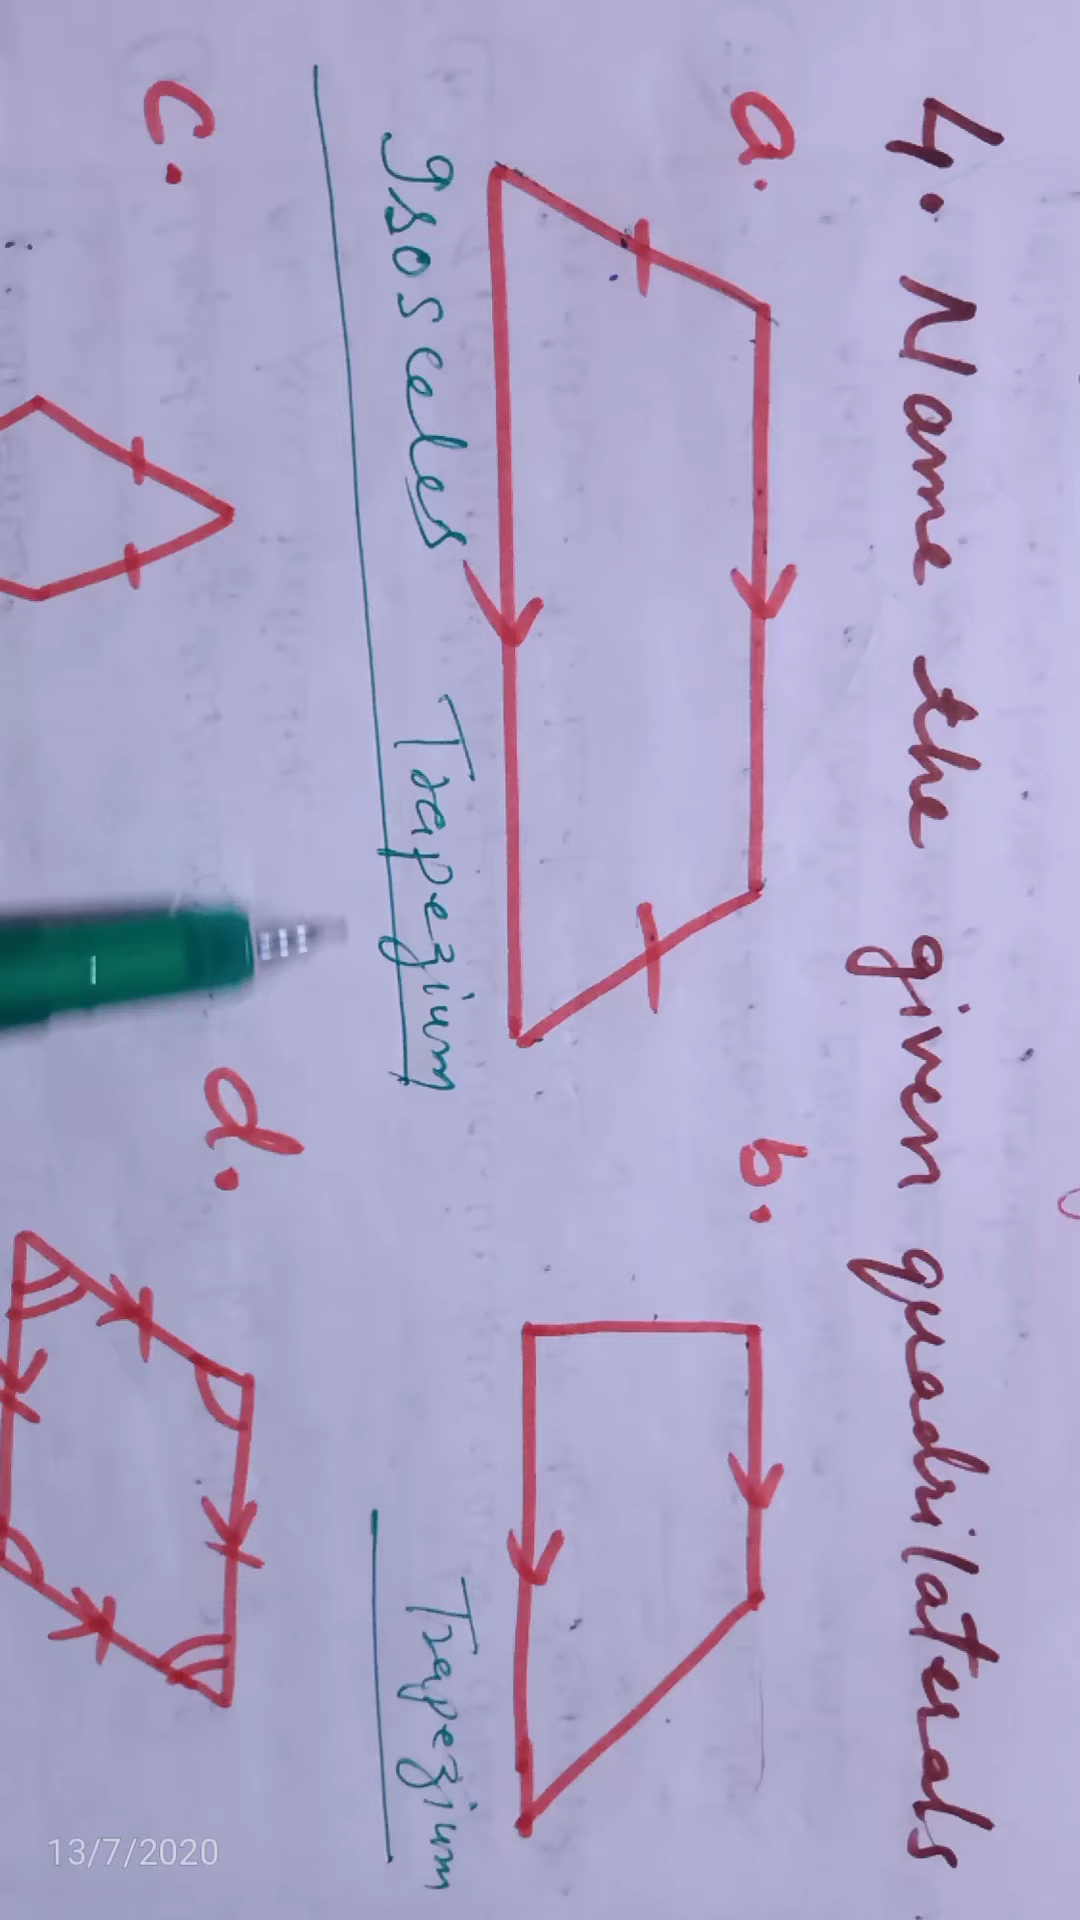 4. Name the given quadrilaterals
a.
b.
Isosceles Trapezium
Trapezium
c.
d.
13/7/2020